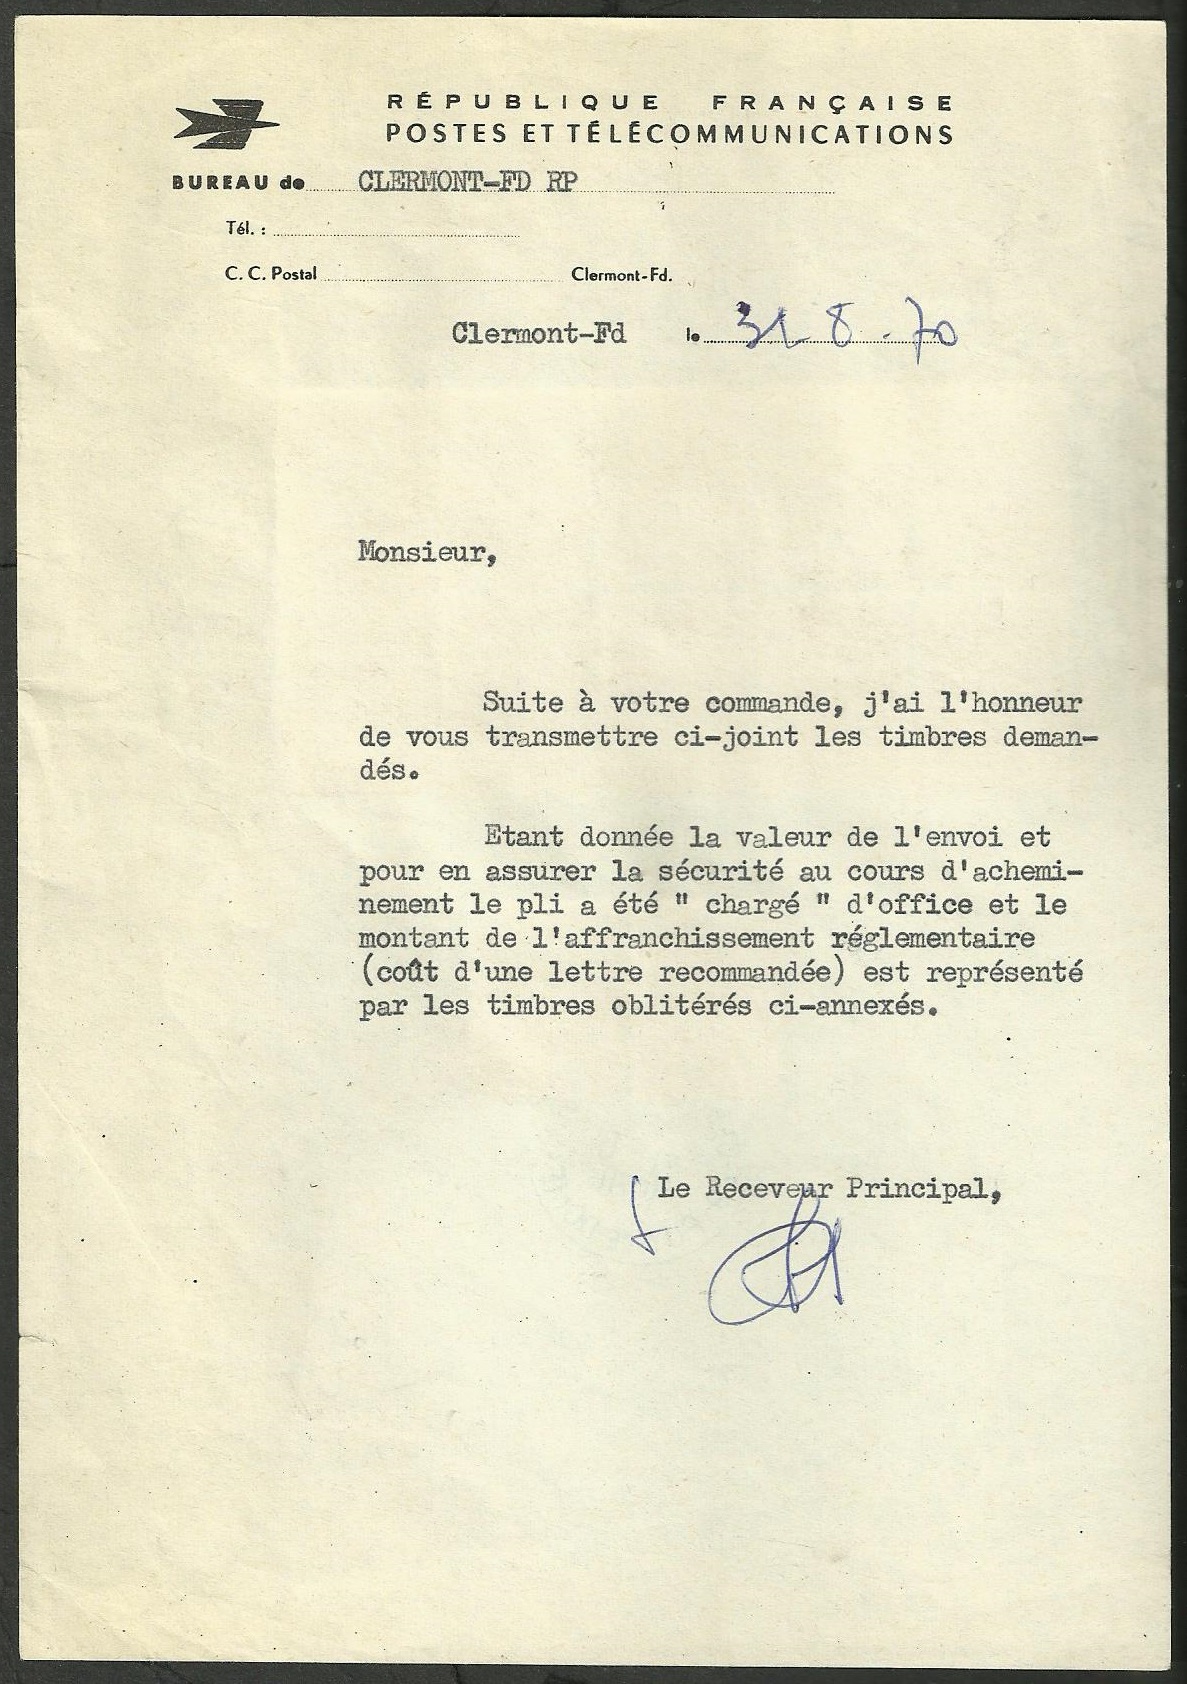 RÉPUBLIQUE FRANÇAISE
POSTES ET TÉLÉCOMMUNICATIONS
BUREAU de CLERMONT-FD RP
Tél. :
C. C. Postal Clermont-Fd.
Clermont-Fd le 31 8 . 70
Monsieur,
Suite à votre commande, j'ai l'honneur
de vous transmettre ci-joint les timbres deman-
dés.
Etant donnée la valeur de l'envoi et
pour en assurer la sécurité au cours d'achemi-
nement le pli a été " chargé " d'office et le
montant de l'affranchissement réglementaire
(coût d'une lettre recommandée) est représenté
par les timbres oblitérés ci-annexés.
Le Receveur Principal,